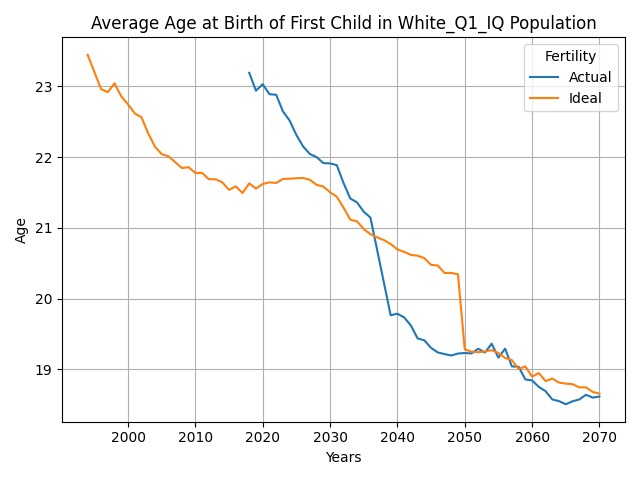 Average Age at Birth of First Child in White_Q1_IQ Population
Fertility
Actual
Ideal
Age
23
22
21
20
19
2000
2010
2020
2030
2040
2050
2060
2070
Years